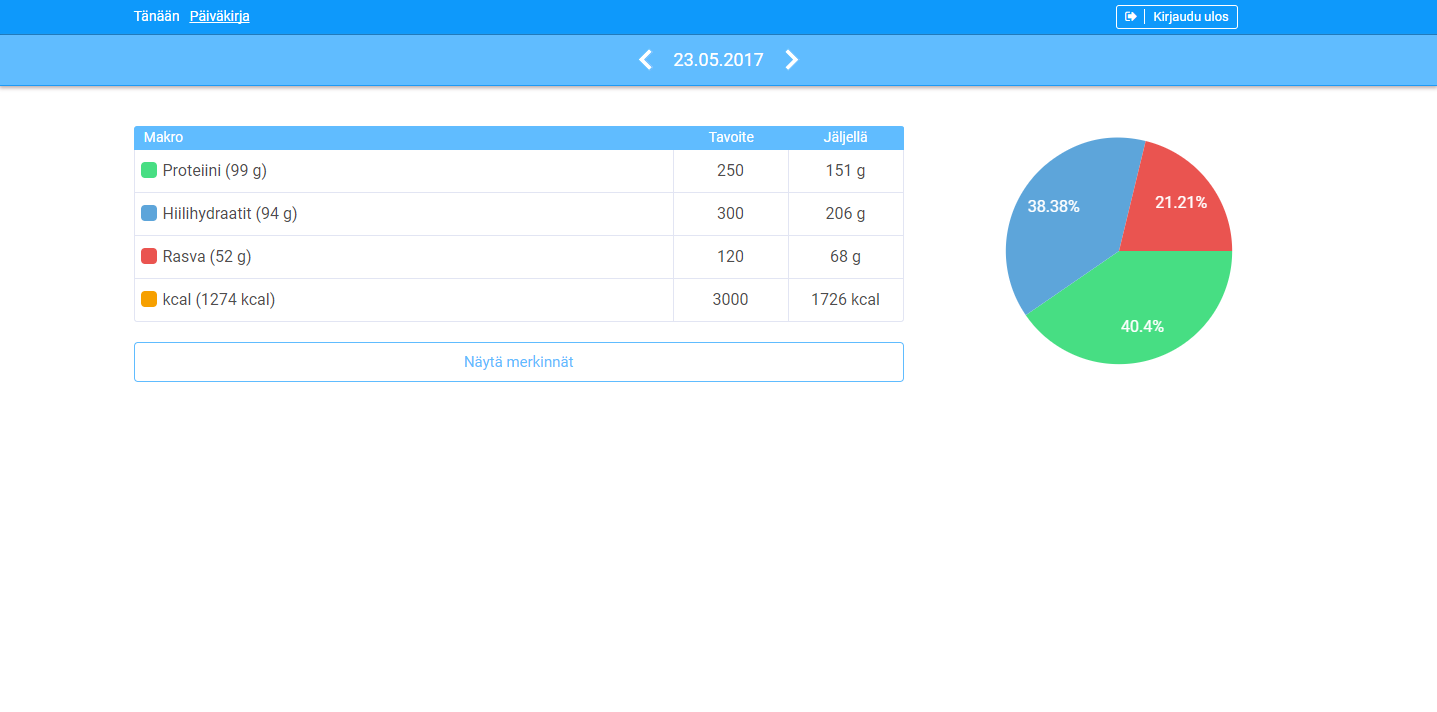 Tänään Päiväkirja Kirjaudu ulos
23.05.2017
Makro Tavoite Jäljellä
Proteiini (99 g) 250 151 g
Hiilihydraatit (94 g) 300 206 g
Rasva (52 g) 120 68 g
kcal (1274 kcal) 3000 1726 kcal
Näytä merkinnät
38.38%
21.21%
40.4%